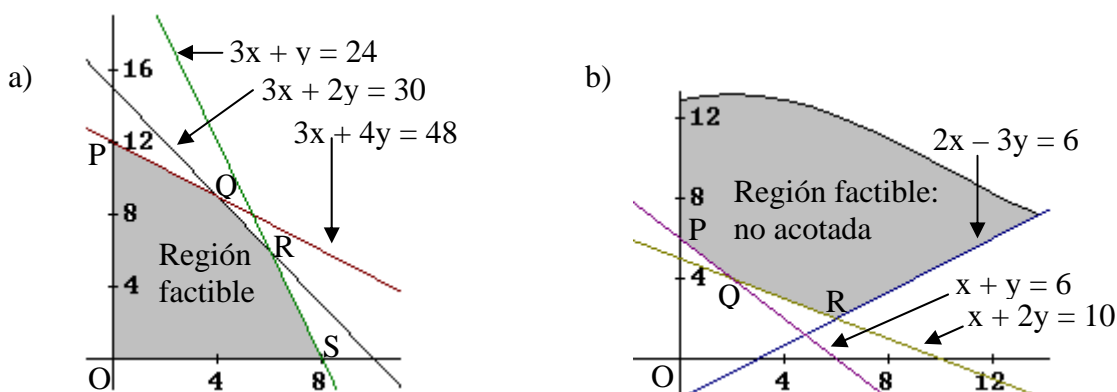 a)
3x + y = 24
3x + 2y = 30
3x + 4y = 48
16
12
8
4
P
Q
R
S
O
4
8
Región
factible
b)
2x – 3y = 6
x + y = 6
x + 2y = 10
12
8
4
P
Q
R
O
4
8
12
Región factible:
no acotada